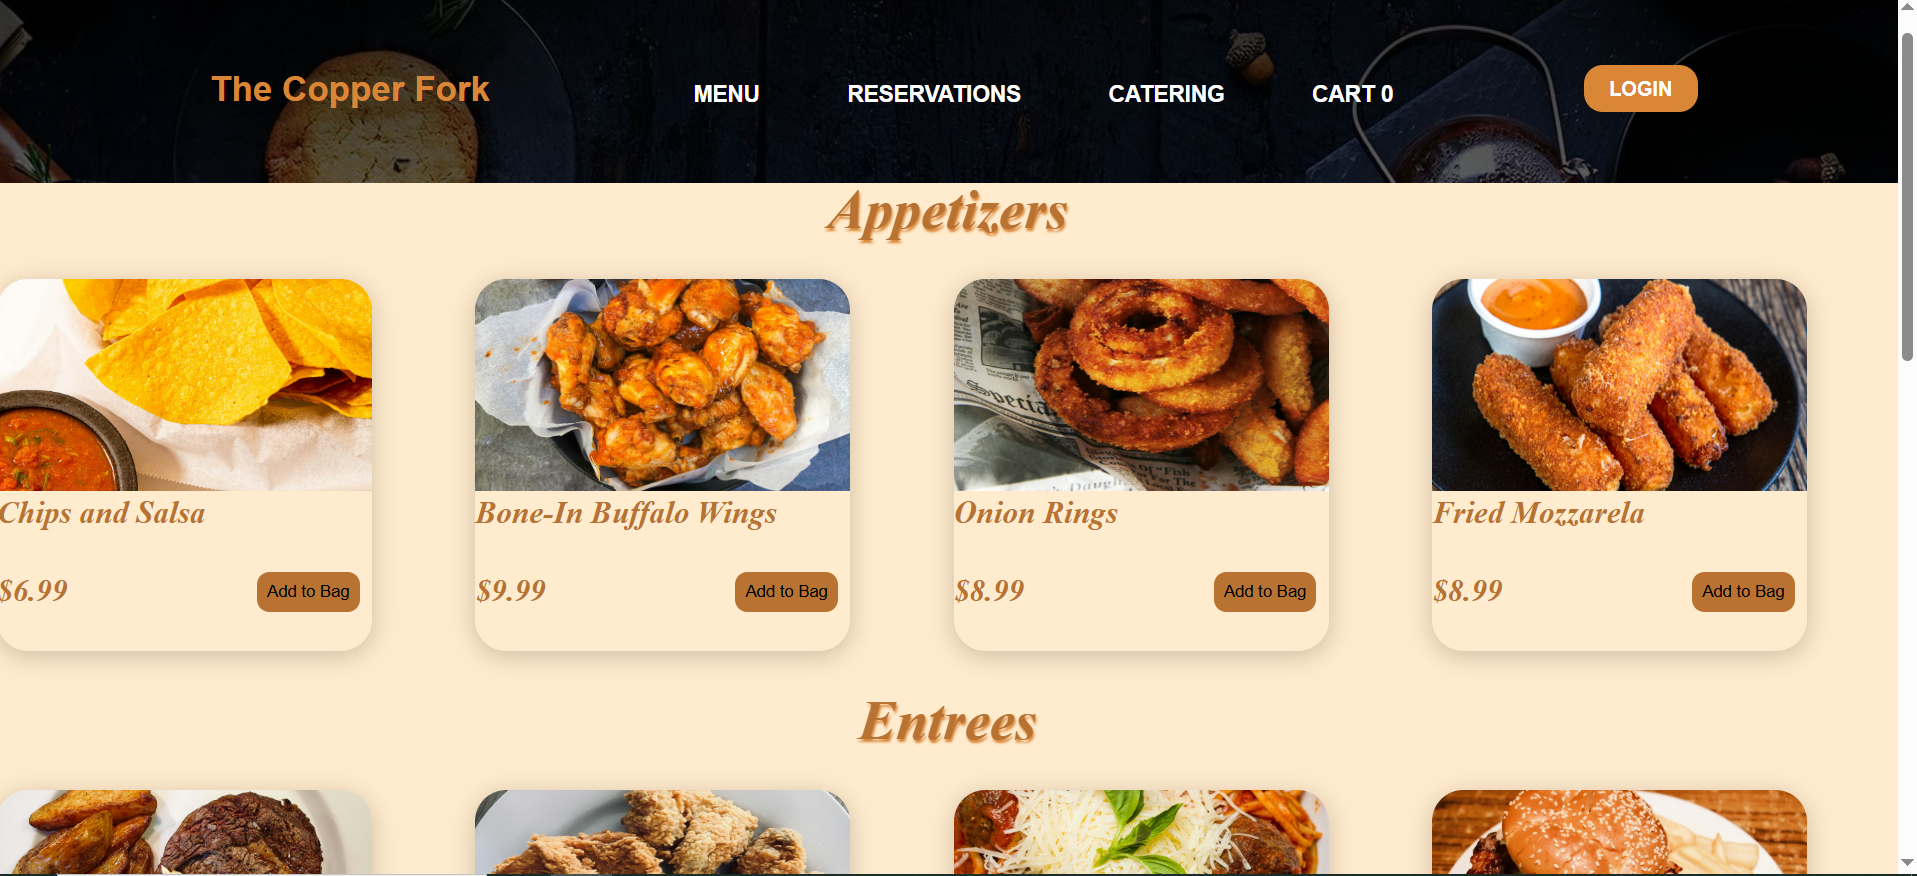 The Copper Fork
MENU RESERVATIONS CATERING CART 0
LOGIN
Appetizers
Chips and Salsa
$6.99
Add to Bag
Bone-In Buffalo Wings
$9.99
Add to Bag
Special
Onion Rings
$8.99
Add to Bag
Fried Mozzarela
$8.99
Add to Bag
Entrees